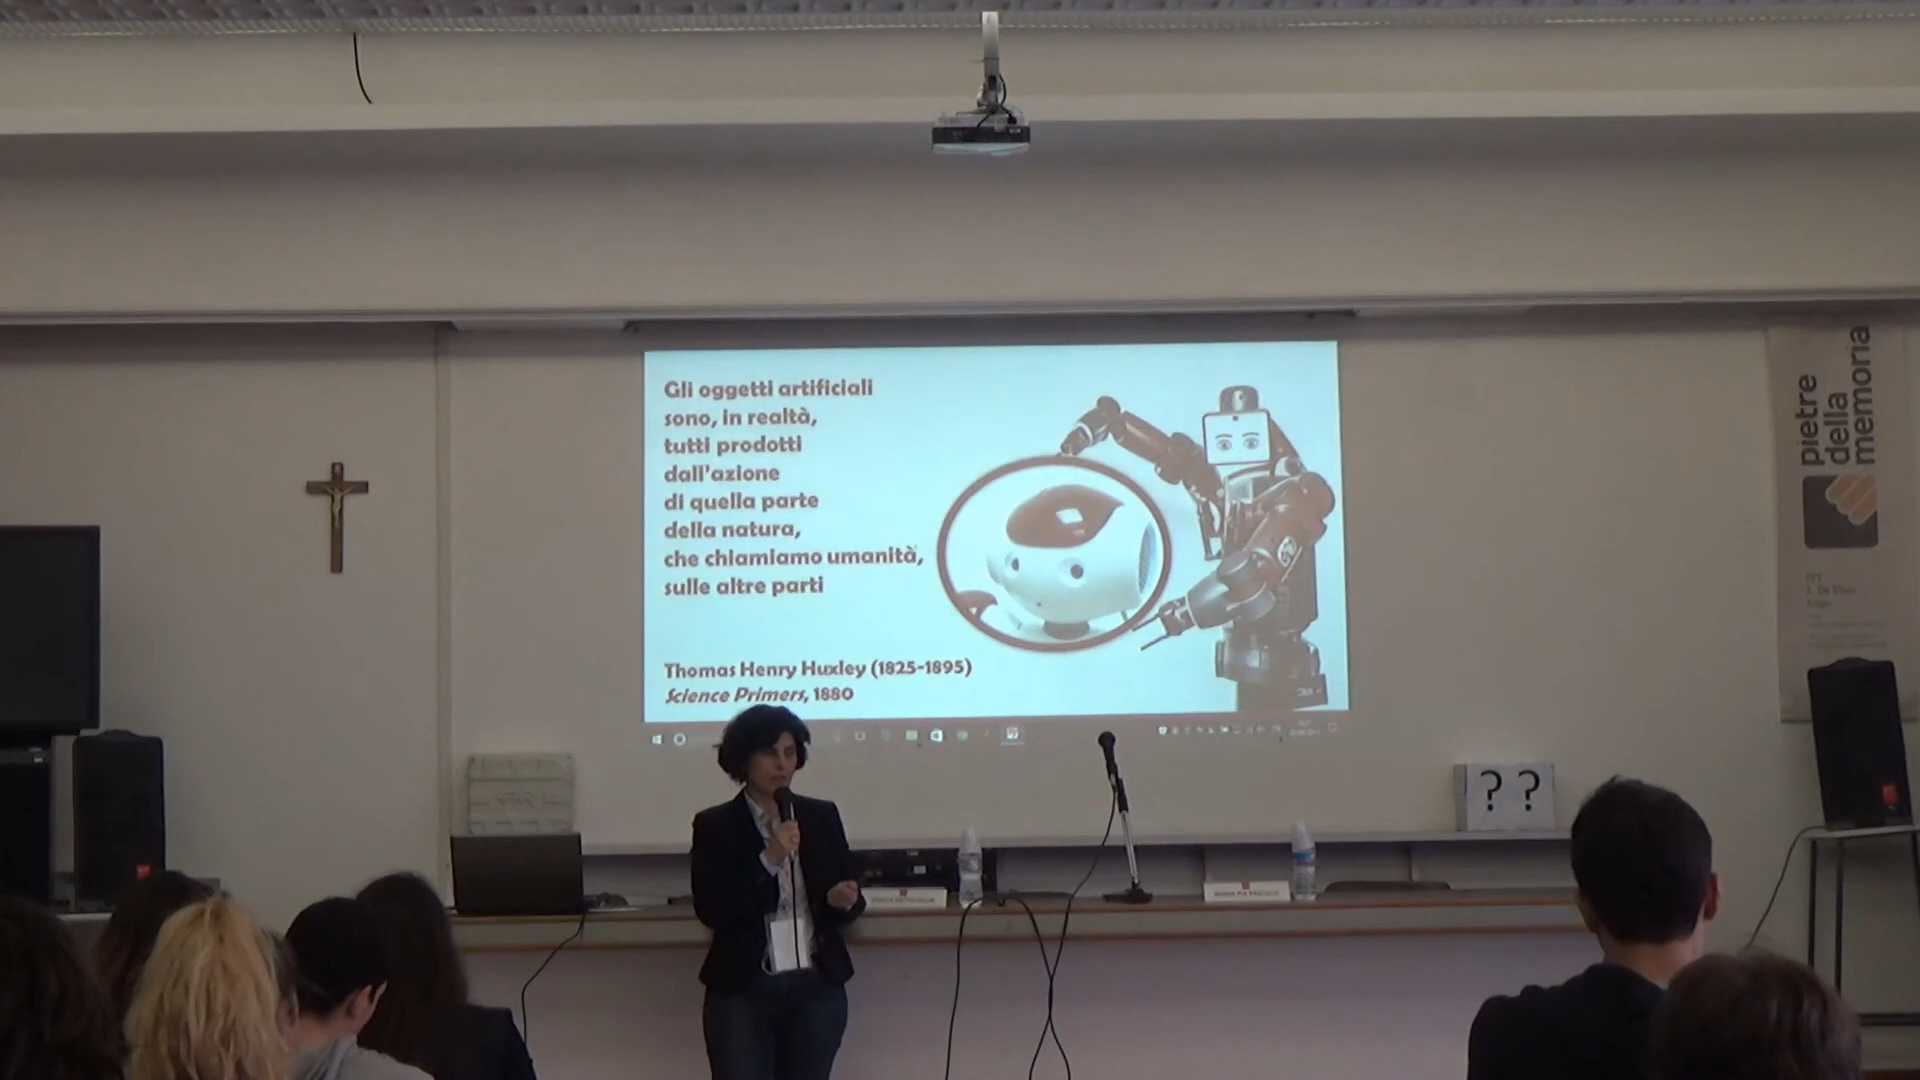 Gli oggetti artificiali
sono, in realtà,
tutti prodotti
dall'azione
di quella parte
della natura,
che chiamiamo umanità,
sulle altre parti
Thomas Henry Huxley (1825-1895)
Science Primers, 1880
pietre
della
memoria
? ?